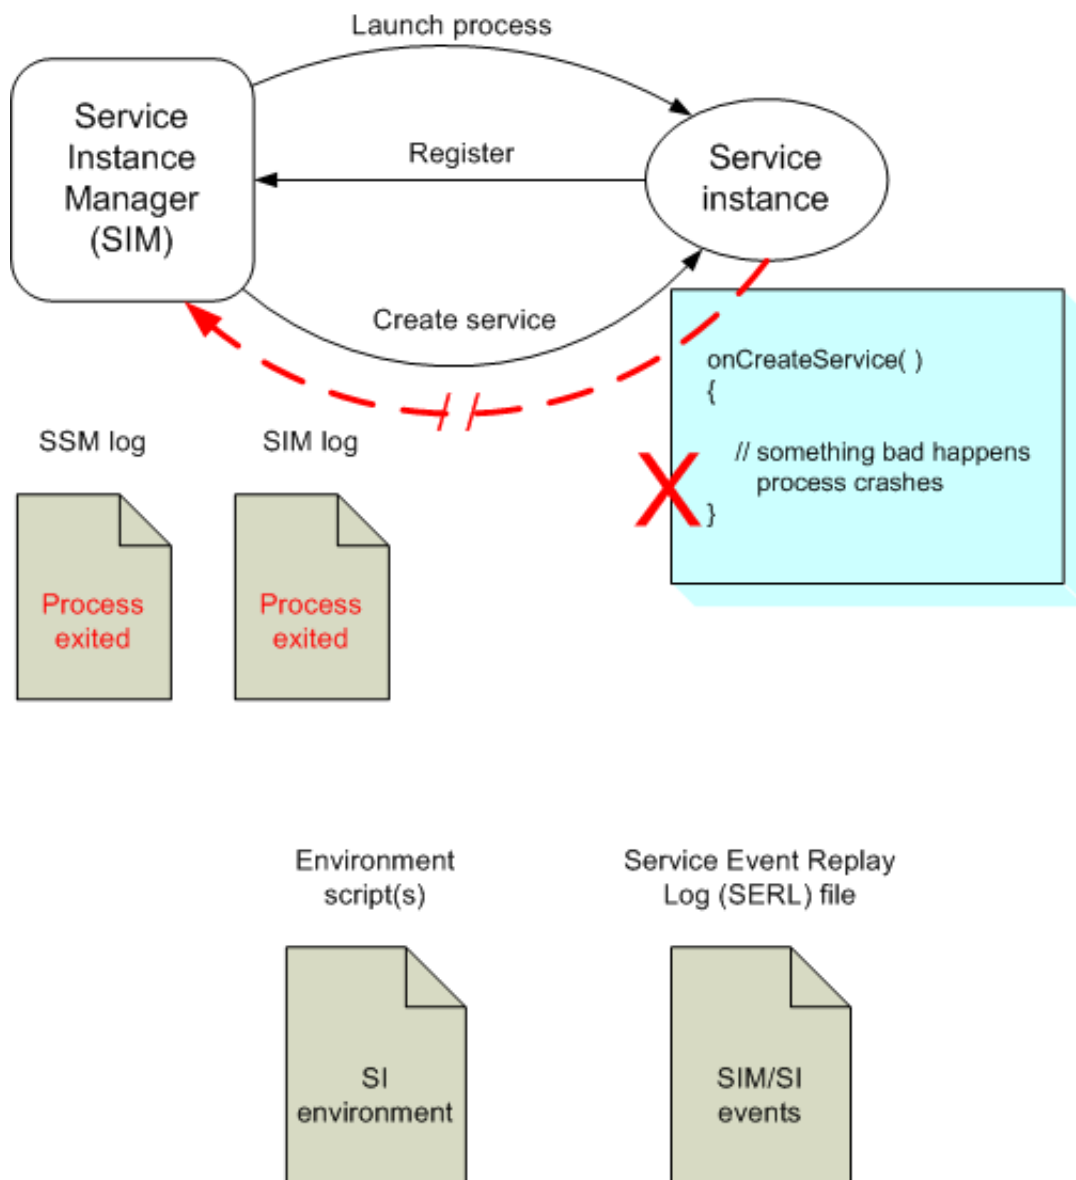 Launch process
Service
Instance
Manager
(SIM)
Register
Service
instance
Create service
onCreateService( )
{
// something bad happens
process crashes
}
X
SSM log
SIM log
Process
exited
Process
exited
Environment
script(s)
Service Event Replay
Log (SERL) file
SI
environment
SIM/SI
events